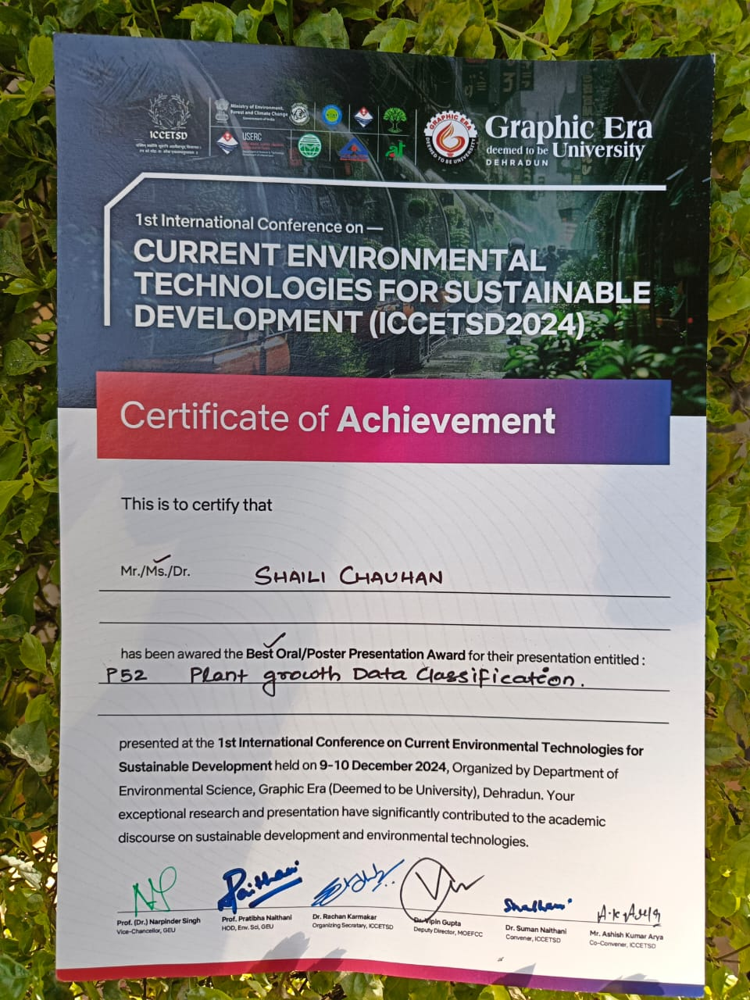 ICCETSD
Ministry of Environment,
Forest and Climate Change
Government of India
USERC
GRAPHIC ERA
DEEMED TO BE UNIVERSITY
Graphic Era
deemed to be University
DEHRADUN
1st International Conference on —
CURRENT ENVIRONMENTAL
TECHNOLOGIES FOR SUSTAINABLE
DEVELOPMENT (ICCETSD2024)
Certificate of Achievement
This is to certify that
Mr./Ms./Dr. SHAILI CHAUHAN
has been awared the Best Oral/Poster Presentation Award for their presentation entitled :
P52 Plant growth Data Classification.
presented at the 1st International Conference on Current Environmental Technologies for
Sustainable Development held on 9-10 December 2024, Organized by Department of
Environmental Science, Graphic Era (Deemed to be University), Dehradun. Your
exceptional research and presentation have significantly contributed to the academic
discourse on sustainable development and environmental technologies.
Prof. (Dr.) Narpinder Singh
Vice-Chancellor, GEU
Prof. Pratibha Naithani
HOD, Env. Sci, GEU
Dr. Rachan Karmakar
Organizing Secratary, ICCETSD
Dr. Vipin Gupta
Deputy Director, MOEFCC
Dr. Suman Naithani
Convener, ICCETSD
Mr. Ashish Kumar Arya
Co-Convener, ICCETSD